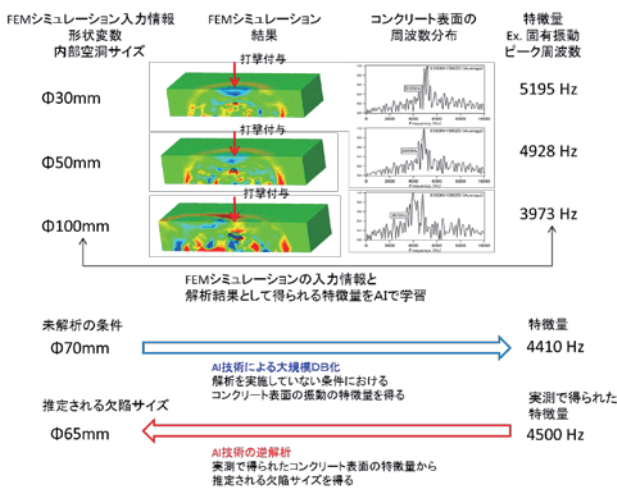 FEMシミュレーション入力情報
形状変数
内部空洞サイズ
FEMシミュレーション
結果
コンクリート表面の
周波数分布
特徴量
Ex. 固有振動
ピーク周波数
打撃付与
Φ30mm
5195 Hz
打撃付与
Φ50mm
4928 Hz
打撃付与
Φ100mm
3973 Hz
FEMシミュレーションの入力情報と
解析結果として得られる特徴量をAIで学習
未解析の条件
Φ70mm
特徴量
4410 Hz
AI技術による大規模DB化
解析を実施していない条件における
コンクリート表面の振動の特徴量を得る
推定される欠陥サイズ
Φ65mm
実測で得られた
特徴量
4500 Hz
AI技術の逆解析
実測で得られたコンクリート表面の特徴量から
推定される欠陥サイズを得る